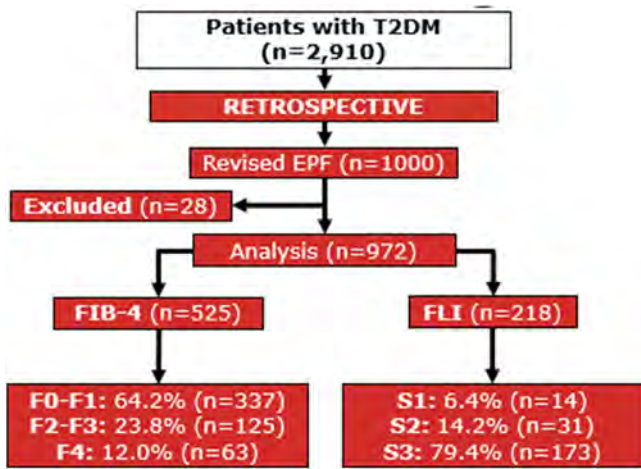 Patients with T2DM
(n=2,910)
RETROSPECTIVE
Revised EPF (n=1000)
Excluded (n=28)
Analysis (n=972)
FIB-4 (n=525)
FLI (n=218)
F0-F1: 64.2% (n=337)
F2-F3: 23.8% (n=125)
F4: 12.0% (n=63)
S1: 6.4% (n=14)
S2: 14.2% (n=31)
S3: 79.4% (n=173)